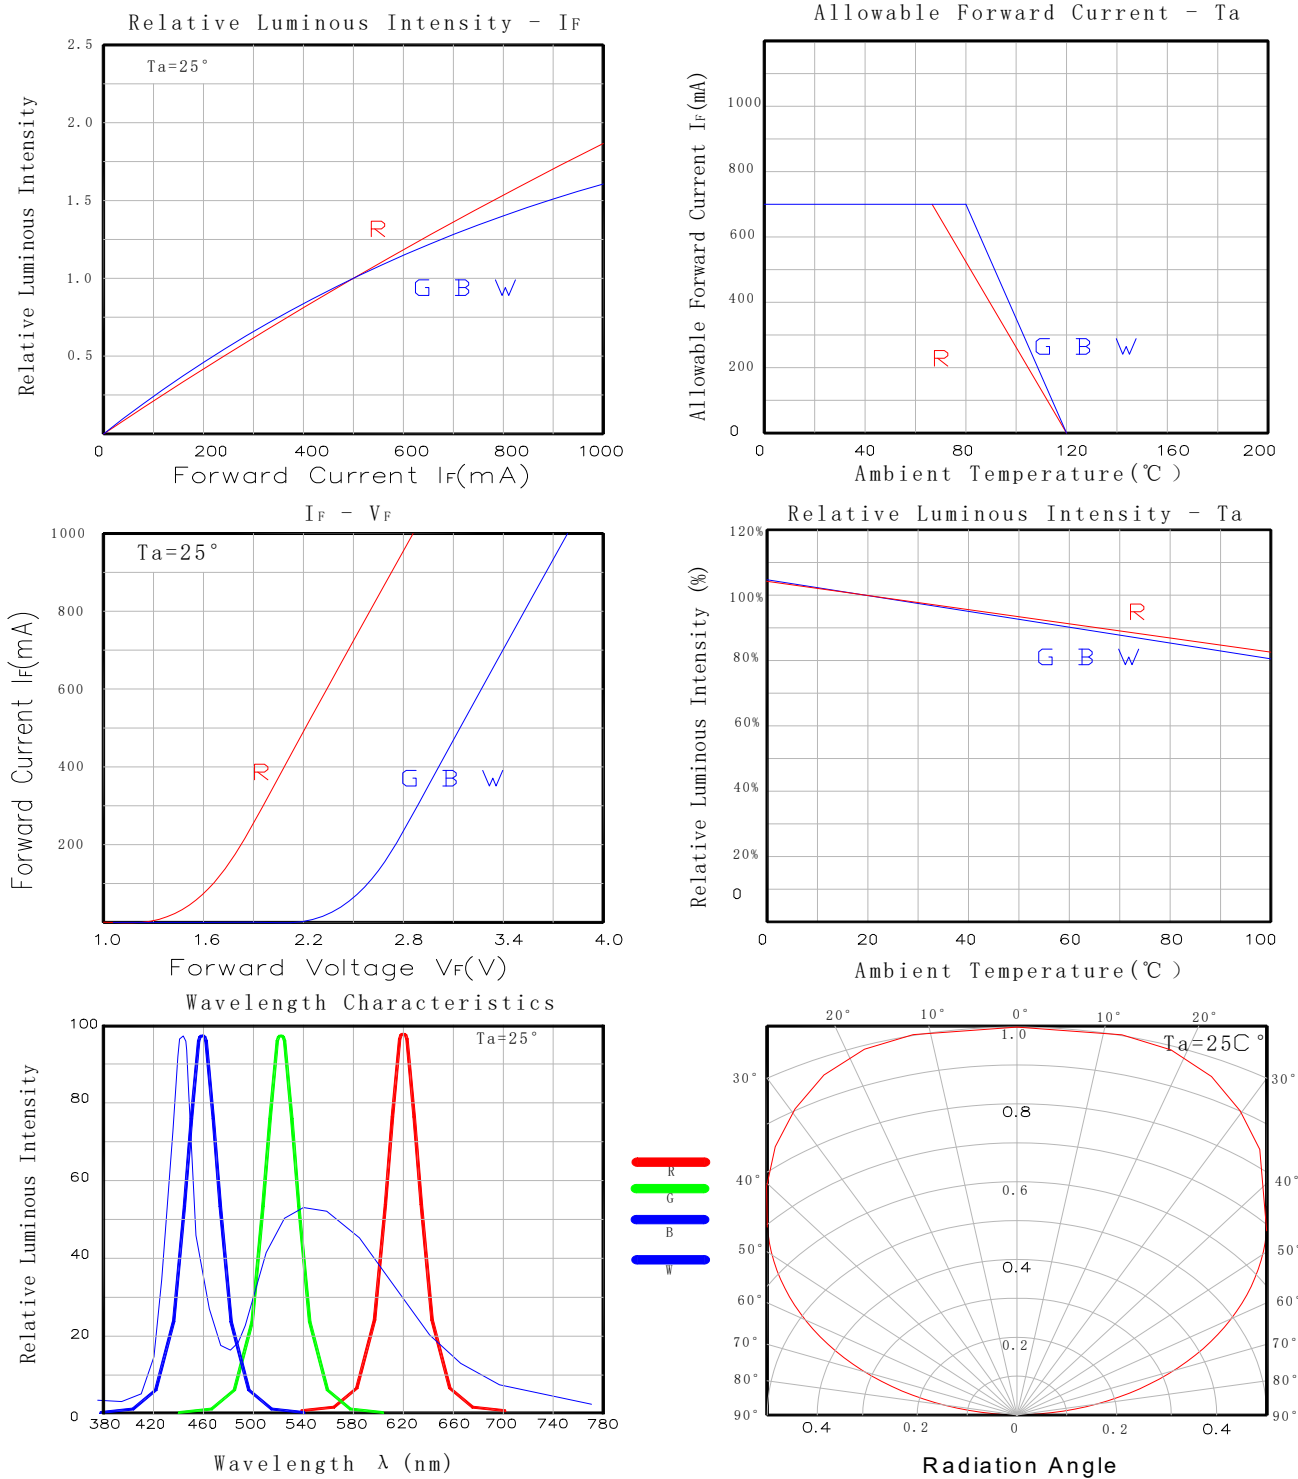 Relative Luminous Intensity - IF
Relative Luminous Intensity
2.5
2.0
1.5
1.0
0.5
Ta=25°
R
G B W
0 200 400 600 800 1000
Forward Current IF(mA)
Allowable Forward Current - Ta
Allowable Forward Current IF(mA)
1000
800
600
400
200
0
R
G B W
0 40 80 120 160 200
Ambient Temperature(℃ )
IF - VF
Forward Current IF(mA)
1000
800
600
400
200
Ta=25°
R
G B W
1.0 1.6 2.2 2.8 3.4 4.0
Forward Voltage VF(V)
Relative Luminous Intensity - Ta
Relative Luminous Intensity (%)
120%
100%
80%
60%
40%
20%
0
R
G B W
0 20 40 60 80 100
Ambient Temperature(℃ )
Wavelength Characteristics
Relative Luminous Intensity
100
80
60
40
20
0
Ta=25°
380 420 460 500 580 620 660 700 740 780
Wavelength λ (nm)
R
G
B
W
20° 10° 0° 10° 20°
Ta=25C°
1.0
30° 30°
0.8
40° 0.6 40°
50° 0.4 50°
60° 60°
70° 0.2 70°
80° 80°
90° 90°
0.4 0.2 0 0.2 0.4
Radiation Angle